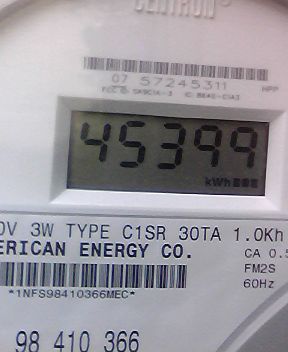 CENTRON®
07 57245311
45399
kWh
0V 3W TYPE C1SR 30TA 1.0Kh
ERICAN ENERGY CO.
CA 0.5
FM2S
60Hz
*1NFS98410366MEC*
98 410 366